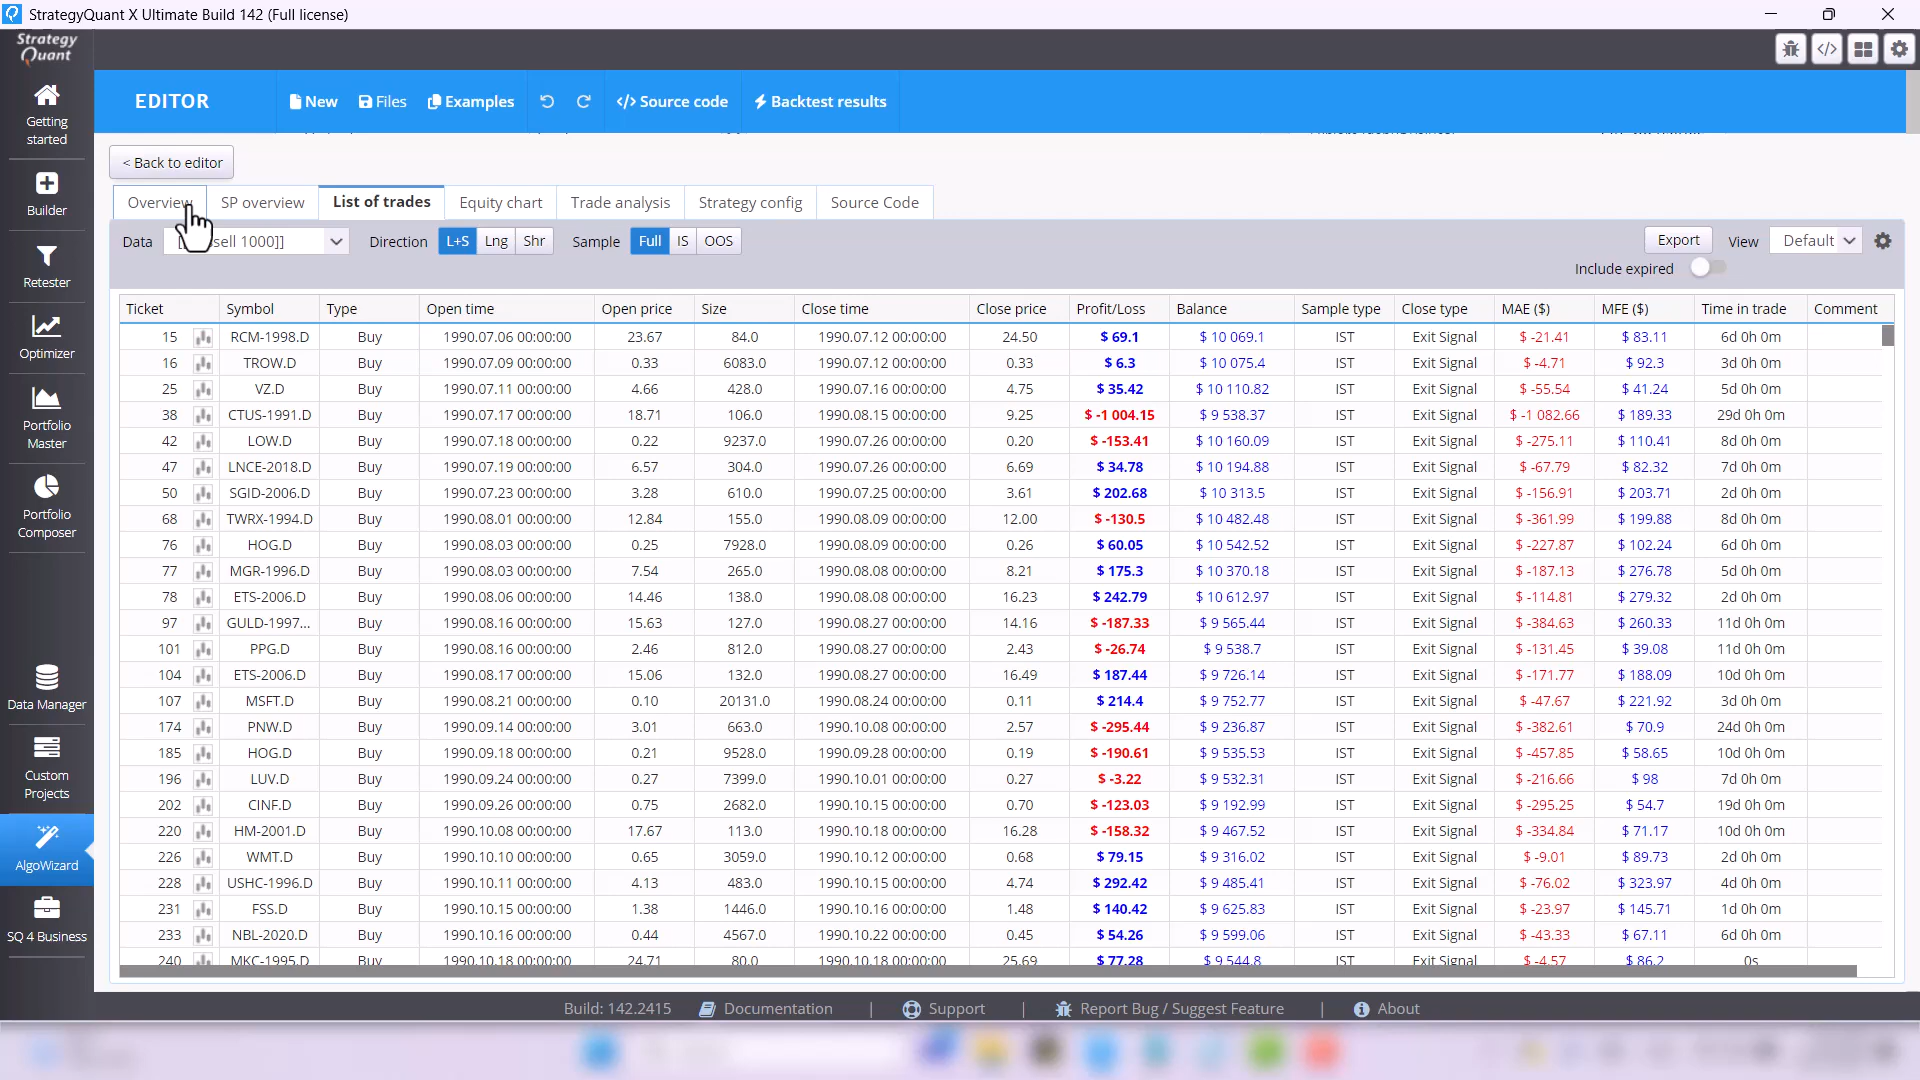 StrategyQuant X Ultimate Build 142 (Full license)
Strategy
Quant
EDITOR
New Files Examples </> Source code Backtest results
Getting
started
Builder
Retester
Optimizer
Portfolio
Master
Portfolio
Composer
Data Manager
Custom
Projects
AlgoWizard
SQ 4 Business
< Back to editor
Overview SP overview List of trades Equity chart Trade analysis Strategy config Source Code
Data sell 1000]] Direction L+S Lng Shr Sample Full IS OOS Export View Default
Include expired
Ticket Symbol Type Open time Open price Size Close time Close price Profit/Loss Balance Sample type Close type MAE ($) MFE ($) Time in trade Comment
15 RCM-1998.D Buy 1990.07.06 00:00:00 23.67 84.0 1990.07.12 00:00:00 24.50 $ 69.1 $ 10 069.1 IST Exit Signal $ -21.41 $ 83.11 6d 0h 0m
16 TROW.D Buy 1990.07.09 00:00:00 0.33 6083.0 1990.07.12 00:00:00 0.33 $ 6.3 $ 10 075.4 IST Exit Signal $ -4.71 $ 92.3 3d 0h 0m
25 VZ.D Buy 1990.07.11 00:00:00 4.66 428.0 1990.07.16 00:00:00 4.75 $ 35.42 $ 10 110.82 IST Exit Signal $ -55.54 $ 41.24 5d 0h 0m
38 CTUS-1991.D Buy 1990.07.17 00:00:00 18.71 106.0 1990.08.15 00:00:00 9.25 $ -1 004.15 $ 9 538.37 IST Exit Signal $ -1 082.66 $ 189.33 29d 0h 0m
42 LOW.D Buy 1990.07.18 00:00:00 0.22 9237.0 1990.07.26 00:00:00 0.20 $ -153.41 $ 10 160.09 IST Exit Signal $ -275.11 $ 110.41 8d 0h 0m
47 LNCE-2018.D Buy 1990.07.19 00:00:00 6.57 304.0 1990.07.26 00:00:00 6.69 $ 34.78 $ 10 194.88 IST Exit Signal $ -67.79 $ 82.32 7d 0h 0m
50 SGID-2006.D Buy 1990.07.23 00:00:00 3.28 610.0 1990.07.25 00:00:00 3.61 $ 202.68 $ 10 313.5 IST Exit Signal $ -156.91 $ 203.71 2d 0h 0m
68 TWRX-1994.D Buy 1990.08.01 00:00:00 12.84 155.0 1990.08.09 00:00:00 12.00 $ -130.5 $ 10 482.48 IST Exit Signal $ -361.99 $ 199.88 8d 0h 0m
76 HOG.D Buy 1990.08.03 00:00:00 0.25 7928.0 1990.08.09 00:00:00 0.26 $ 60.05 $ 10 542.52 IST Exit Signal $ -227.87 $ 102.24 6d 0h 0m
77 MGR-1996.D Buy 1990.08.03 00:00:00 7.54 265.0 1990.08.08 00:00:00 8.21 $ 175.3 $ 10 370.18 IST Exit Signal $ -187.13 $ 276.78 5d 0h 0m
78 ETS-2006.D Buy 1990.08.06 00:00:00 14.46 138.0 1990.08.08 00:00:00 16.23 $ 242.79 $ 10 612.97 IST Exit Signal $ -114.81 $ 279.32 2d 0h 0m
97 GULD-1997... Buy 1990.08.16 00:00:00 15.63 127.0 1990.08.27 00:00:00 14.16 $ -187.33 $ 9 565.44 IST Exit Signal $ -384.63 $ 260.33 11d 0h 0m
101 PPG.D Buy 1990.08.16 00:00:00 2.46 812.0 1990.08.27 00:00:00 2.43 $ -26.74 $ 9 538.7 IST Exit Signal $ -131.45 $ 39.08 11d 0h 0m
104 ETS-2006.D Buy 1990.08.17 00:00:00 15.06 132.0 1990.08.27 00:00:00 16.49 $ 187.44 $ 9 726.14 IST Exit Signal $ -171.77 $ 188.09 10d 0h 0m
107 MSFT.D Buy 1990.08.21 00:00:00 0.10 20131.0 1990.08.24 00:00:00 0.11 $ 214.4 $ 9 752.77 IST Exit Signal $ -47.67 $ 221.92 3d 0h 0m
174 PNW.D Buy 1990.09.14 00:00:00 3.01 663.0 1990.10.08 00:00:00 2.57 $ -295.44 $ 9 236.87 IST Exit Signal $ -382.61 $ 70.9 24d 0h 0m
185 HOG.D Buy 1990.09.18 00:00:00 0.21 9528.0 1990.09.28 00:00:00 0.19 $ -190.61 $ 9 535.53 IST Exit Signal $ -457.85 $ 58.65 10d 0h 0m
196 LUV.D Buy 1990.09.24 00:00:00 0.27 7399.0 1990.10.01 00:00:00 0.27 $ -3.22 $ 9 532.31 IST Exit Signal $ -216.66 $ 98 7d 0h 0m
202 CINF.D Buy 1990.09.26 00:00:00 0.75 2682.0 1990.10.15 00:00:00 0.70 $ -123.03 $ 9 192.99 IST Exit Signal $ -295.25 $ 54.7 19d 0h 0m
220 HM-2001.D Buy 1990.10.08 00:00:00 17.67 113.0 1990.10.18 00:00:00 16.28 $ -158.32 $ 9 467.52 IST Exit Signal $ -334.84 $ 71.17 10d 0h 0m
226 WMT.D Buy 1990.10.10 00:00:00 0.65 3059.0 1990.10.12 00:00:00 0.68 $ 79.15 $ 9 316.02 IST Exit Signal $ -9.01 $ 89.73 2d 0h 0m
228 USHC-1996.D Buy 1990.10.11 00:00:00 4.13 483.0 1990.10.15 00:00:00 4.74 $ 292.42 $ 9 485.41 IST Exit Signal $ -76.02 $ 323.97 4d 0h 0m
231 FSS.D Buy 1990.10.15 00:00:00 1.38 1446.0 1990.10.16 00:00:00 1.48 $ 140.42 $ 9 625.83 IST Exit Signal $ -23.97 $ 145.71 1d 0h 0m
233 NBL-2020.D Buy 1990.10.16 00:00:00 0.44 4567.0 1990.10.22 00:00:00 0.45 $ 54.26 $ 9 599.06 IST Exit Signal $ -43.33 $ 67.11 6d 0h 0m
240 MKC-1995.D Buy 1990.10.18 00:00:00 24.71 80.0 1990.10.18 00:00:00 25.69 $ 77.28 $ 9 544.8 IST Exit Signal $ -4.57 $ 86.2 0s
Build: 142.2415 Documentation | Support | Report Bug / Suggest Feature | About